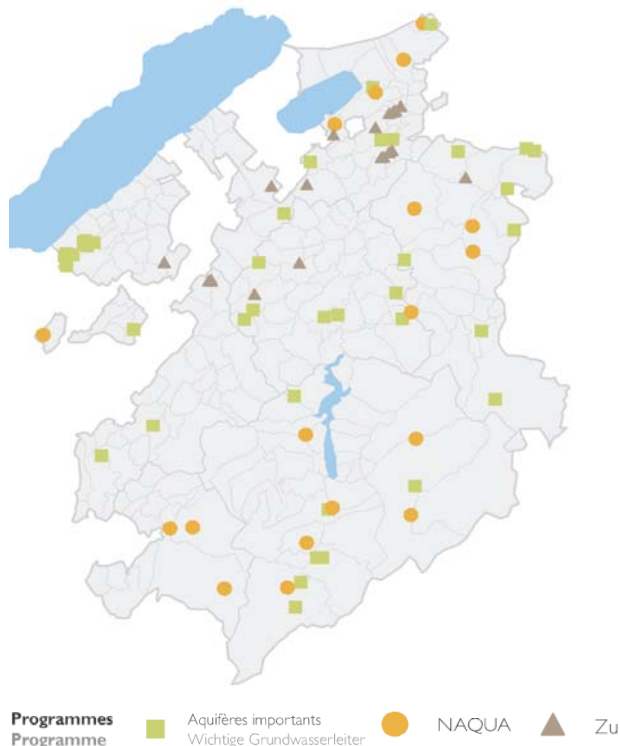 Programmes
Programme
Aquifères importants
Wichtige Grundwasserleiter
NAQUA
Zu